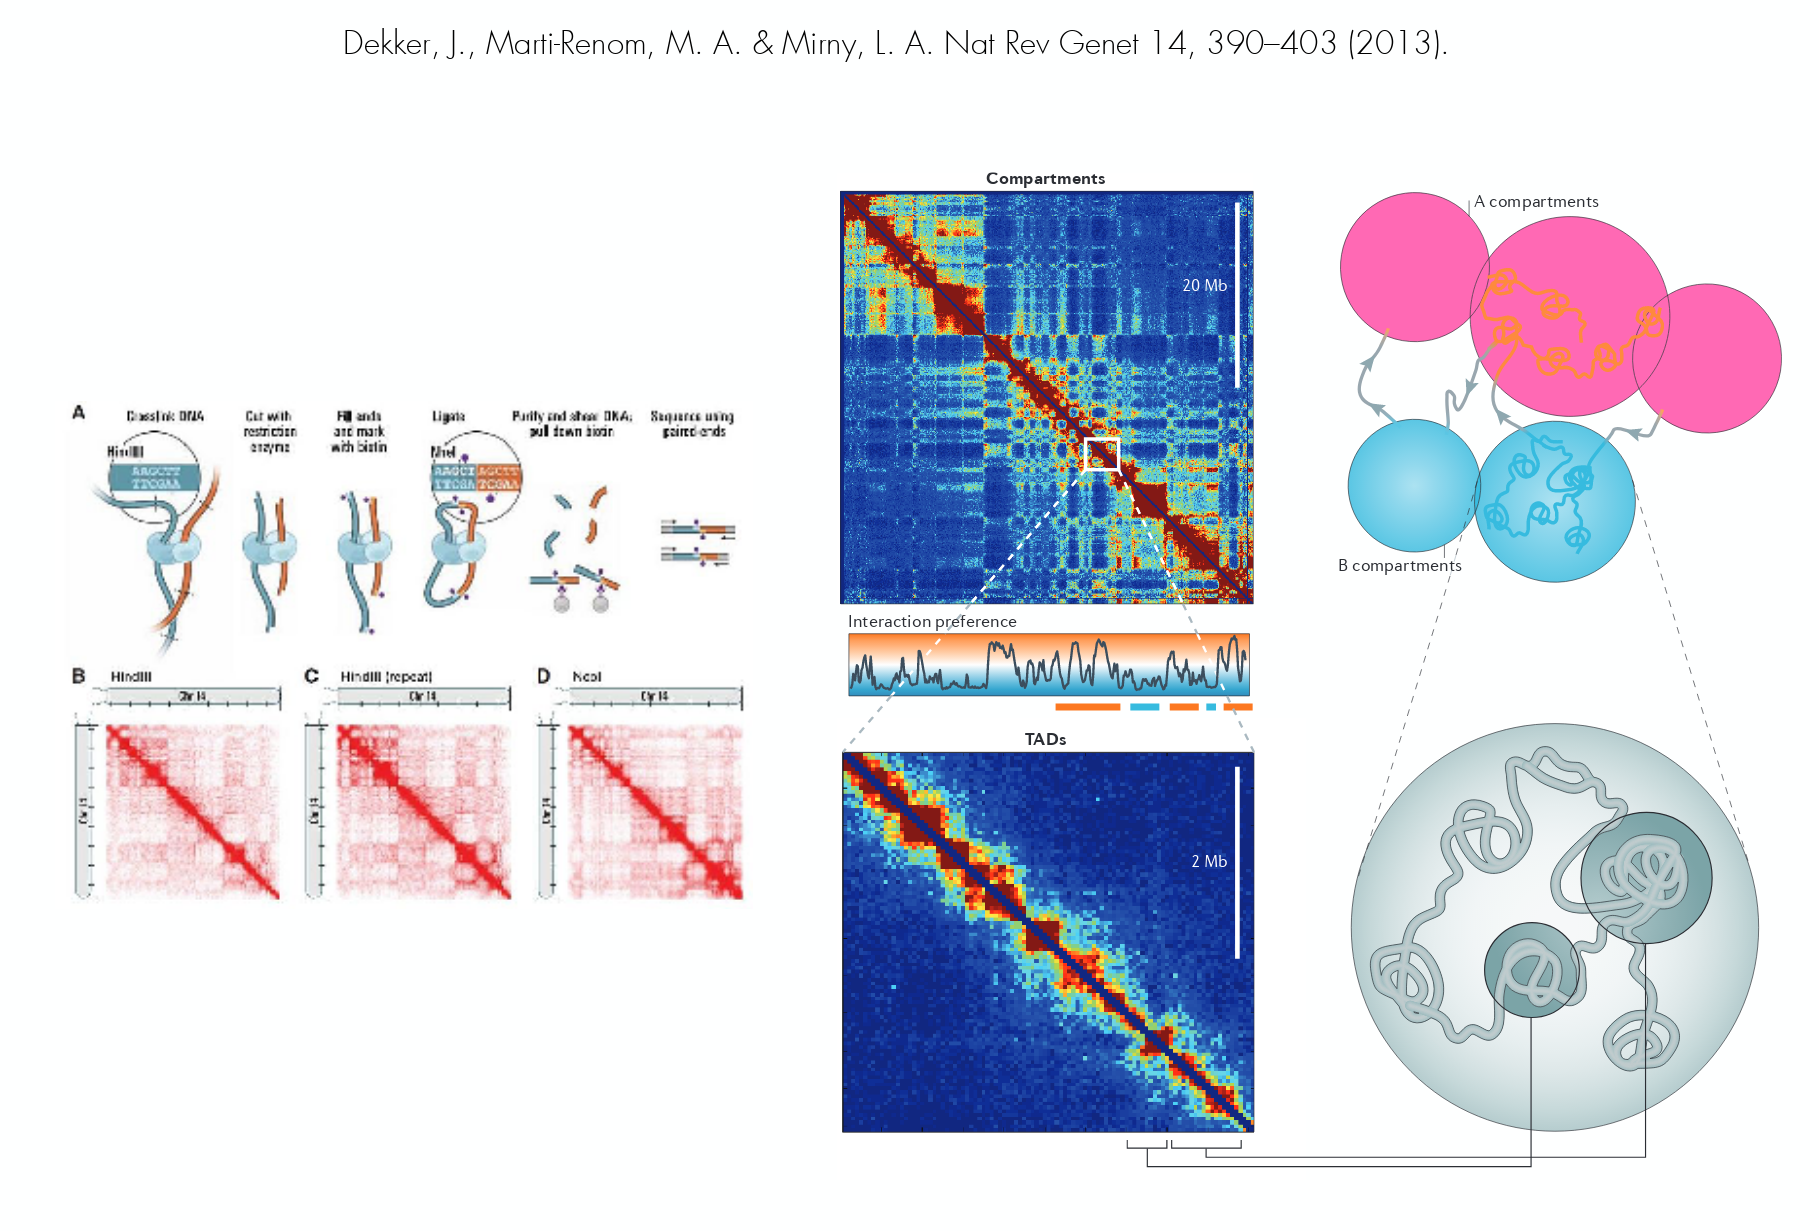 Dekker, J., Marti-Renom, M. A. & Mirny, L. A. Nat Rev Genet 14, 390–403 (2013).
A
Crosslink DNA
Cut with
restriction
enzyme
Fill ends
and mark
with biotin
Ligate
Purify and shear DNA;
pull down biotin
Sequence using
paired-ends
HindIII
AAGCTT
TTCGAA
NheI
AAGCT AGCTT
TTCGA TCGAA
B
HindIII
Chr 14
Chr 14
C
HindIII (repeat)
Chr 14
Chr 14
D
NcoI
Chr 14
Chr 14
Compartments
20 Mb
Interaction preference
TADs
2 Mb
A compartments
B compartments